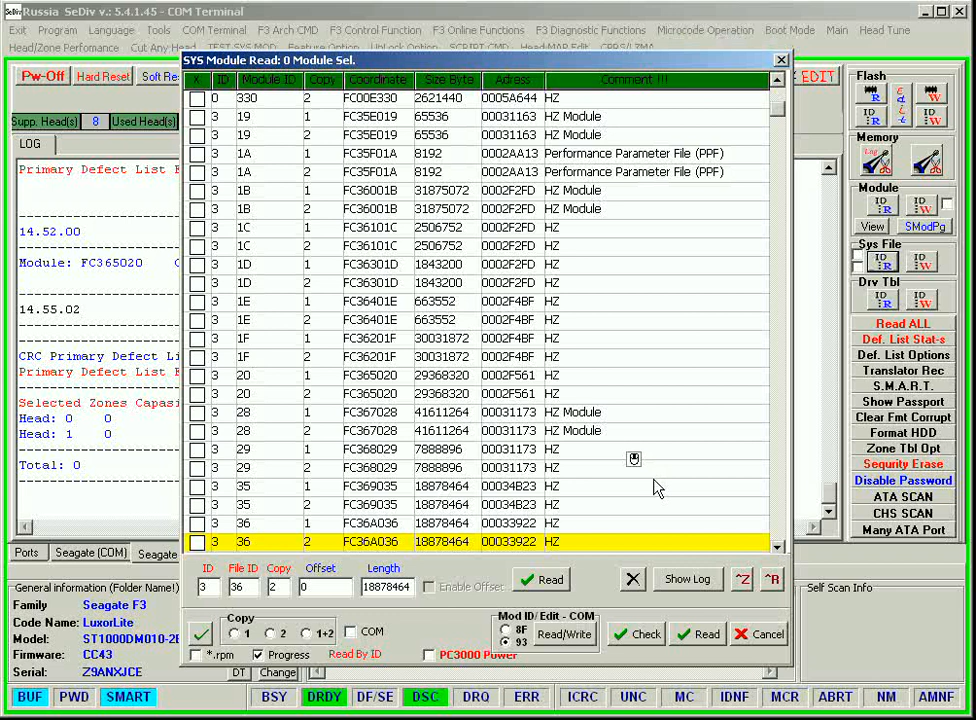 SeDiv Russia SeDiv v.: 5.4.1.45 - COM Terminal
Exit Program Language Tools COM Terminal F3 Arch CMD F3 Control Function F3 Online Functions F3 Diagnostic Functions Microcode Operation Boot Mode Main Head Tune
Head/Zone Perfomance Cut Any Head
Pw-Off Hard Reset Soft Res
EDIT
Supp. Head(s) 8 Used Head(s)
LOG
Primary Defect List
14.52.00
Module: FC365020
14.55.02
CRC Primary Defect Li
Primary Defect List
Selected Zones Capasi
Head: 0 0
Head: 1 0
Total: 0
Ports Seagate (COM) Seagate
SYS Module Read: 0 Module Sel.
X ID Module ID Copy Coordinate Size Byte Adress Comment !!!
0 330 2 FC00E330 2621440 0005A644 HZ
3 19 1 FC35E019 65536 00031163 HZ Module
3 19 2 FC35E019 65536 00031163 HZ Module
3 1A 1 FC35F01A 8192 0002AA13 Performance Parameter File (PPF)
3 1A 2 FC35F01A 8192 0002AA13 Performance Parameter File (PPF)
3 1B 1 FC36001B 31875072 0002F2FD HZ Module
3 1B 2 FC36001B 31875072 0002F2FD HZ Module
3 1C 1 FC36101C 2506752 0002F2FD HZ
3 1C 2 FC36101C 2506752 0002F2FD HZ
3 1D 1 FC36301D 1843200 0002F2FD HZ
3 1D 2 FC36301D 1843200 0002F2FD HZ
3 1E 1 FC36401E 663552 0002F4BF HZ
3 1E 2 FC36401E 663552 0002F4BF HZ
3 1F 1 FC36201F 30031872 0002F4BF HZ
3 1F 2 FC36201F 30031872 0002F4BF HZ
3 20 1 FC365020 29368320 0002F561 HZ
3 20 2 FC365020 29368320 0002F561 HZ
3 28 1 FC367028 41611264 00031173 HZ Module
3 28 2 FC367028 41611264 00031173 HZ Module
3 29 1 FC368029 7888896 00031173 HZ
3 29 2 FC368029 7888896 00031173 HZ
3 35 1 FC369035 18878464 00034B23 HZ
3 35 2 FC369035 18878464 00034B23 HZ
3 36 1 FC36A036 18878464 00033922 HZ
3 36 2 FC36A036 18878464 00033922 HZ
ID File ID Copy Offset Length
3 36 2 0 18878464 Enable Offset Read Show Log ^Z ^R
Copy
1 2 1+2 COM
Mod ID/ Edit - COM
8F
93
Read/Write Check Read Cancel
*.rpm Progress Read By ID PC3000 Power
Flash
ID R Edit ID W
Memory
Log
Module
ID R ID W
View SModPg
Sys File
ID R ID W
Drv Tbl
ID R ID W
Read ALL
Def. List Stat-s
Def. List Options
Translator Rec
S.M.A.R.T.
Show Passport
Clear Fmt Corrupt
Format HDD
Zone Tbl Opt
Sequrity Erase
Disable Password
ATA SCAN
CHS SCAN
Many ATA Port
General information (Folder Name!)
Family Seagate F3
Code Name: LuxorLite
Model: ST1000DM010-2E
Firmware: CC43
Serial: Z9ANXJCE
DT Change
Self Scan Info
BUF PWD SMART BSY DRDY DF/SE DSC DRQ ERR ICRC UNC MC IDNF MCR ABRT NM AMNF